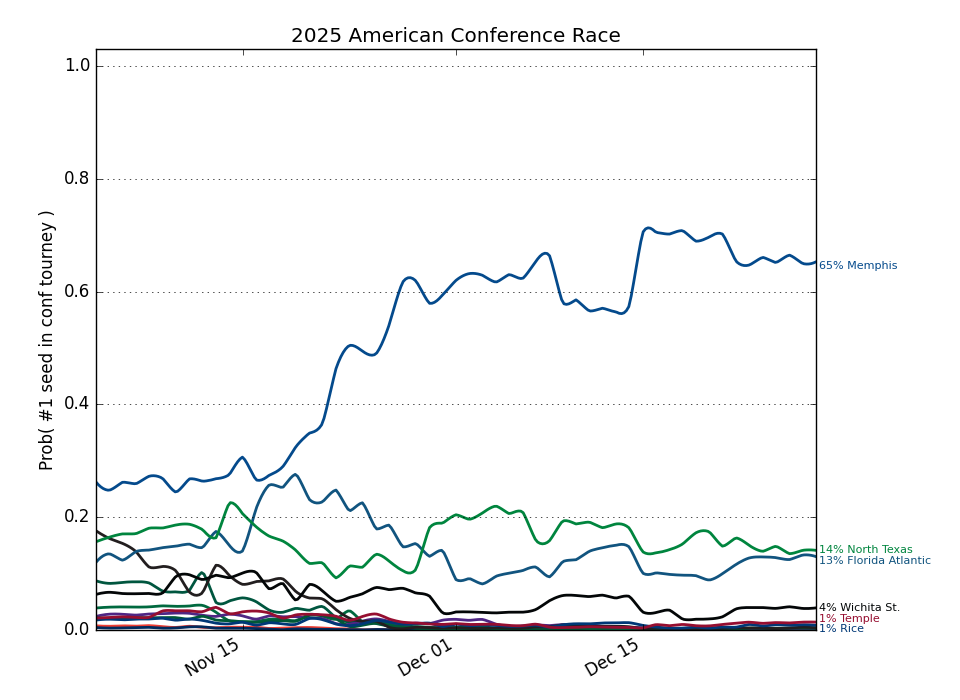 2025 American Conference Race
Prob( #1 seed in conf tourney )
1.0
0.8
0.6
0.4
0.2
0.0
Nov 15
Dec 01
Dec 15
65% Memphis
14% North Texas
13% Florida Atlantic
4% Wichita St.
1% Temple
1% Rice